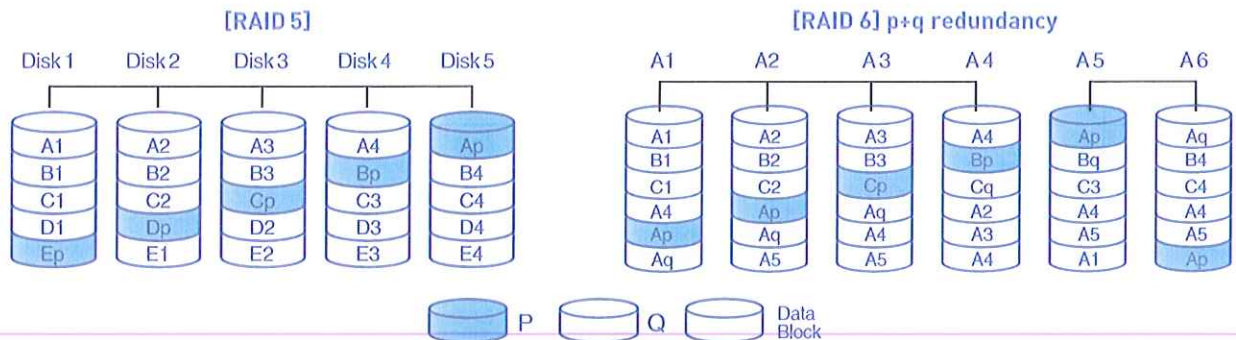 [RAID 5]
Disk 1 Disk 2 Disk 3 Disk 4 Disk 5
A1 A2 A3 A4 Ap
B1 B2 B3 Bp B4
C1 C2 Cp C3 C4
D1 Dp D2 D3 D4
Ep E1 E2 E3 E4
[RAID 6] p+q redundancy
A1 A2 A3 A4 A5 A6
A1 A2 A3 A4 Ap Aq
B1 B2 B3 Bp Bq B4
C1 C2 Cp Cq C3 C4
A4 Ap Aq A2 A4 A4
Ap Aq A4 A3 A5 A5
Aq A5 A5 A4 A1 Ap
P Q Data
Block